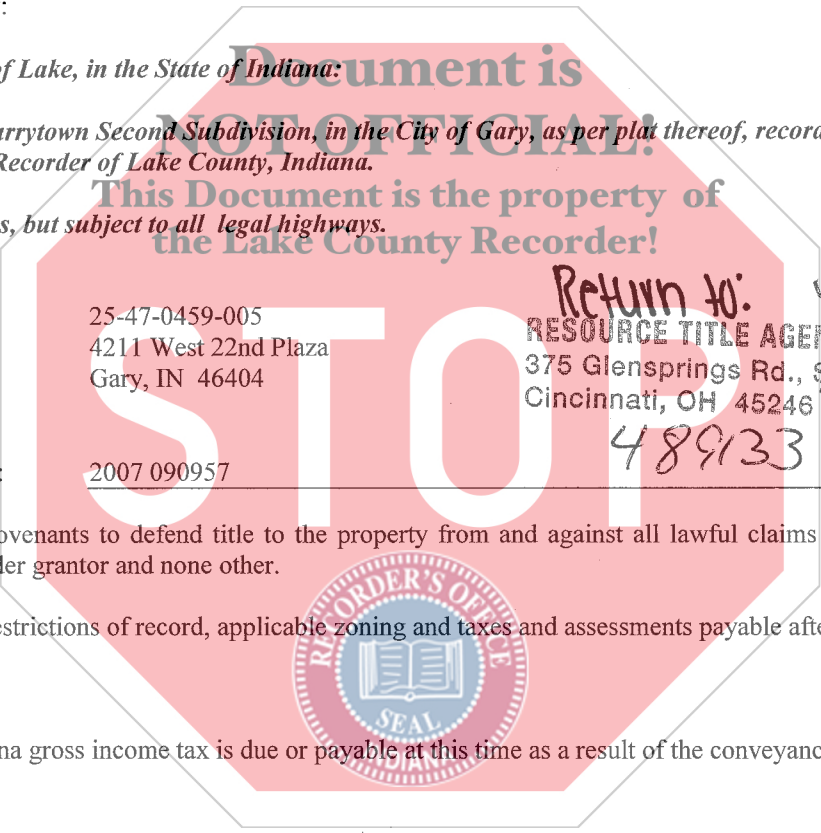 :
Document is
of Lake, in the State of Indiana:
NOT OFFICIAL!
rrytown Second Subdivision, in the City of Gary, as per plat thereof, record
Recorder of Lake County, Indiana.
This Document is the property of
s, but subject to all legal highways.
the Lake County Recorder!
Return to:
25-47-0459-005
RESOURCE TITLE AGEN
4211 West 22nd Plaza
375 Glensprings Rd., S
Gary, IN 46404
Cincinnati, OH 45246
STOP
489133
: 2007 090957
ovenants to defend title to the property from and against all lawful claims
der grantor and none other.
RECORDER'S OFFICE
estrictions of record, applicable zoning and taxes and assessments payable afte
SEAL
INDIANA
na gross income tax is due or payable at this time as a result of the conveyanc